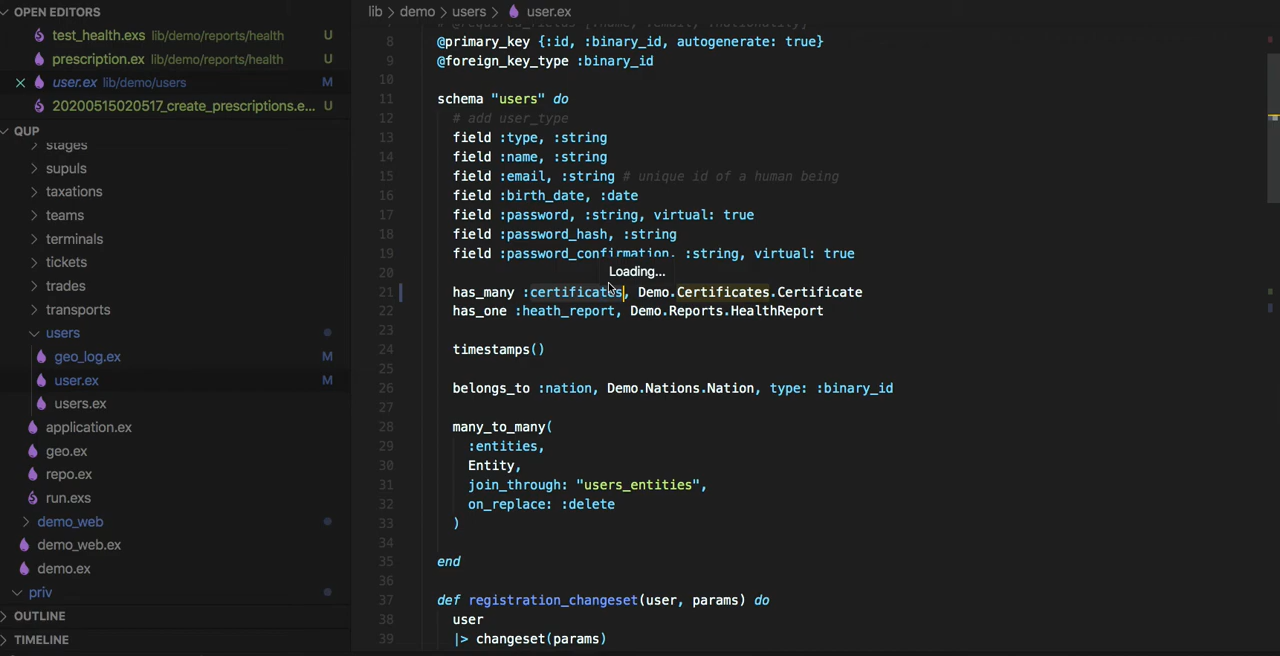 OPEN EDITORS
test_health.exs lib/demo/reports/health U
prescription.ex lib/demo/reports/health U
user.ex lib/demo/users M
20200515020517_create_prescriptions.e... U
QUP
stages
supuls
taxations
teams
terminals
tickets
trades
transports
users
geo_log.ex M
user.ex M
users.ex
application.ex
geo.ex
repo.ex
run.exs
demo_web
demo_web.ex
demo.ex
priv
OUTLINE
TIMELINE
lib > demo > users > user.ex
8 @primary_key {:id, :binary_id, autogenerate: true}
9 @foreign_key_type :binary_id
10
11 schema "users" do
12 # add user_type
13 field :type, :string
14 field :name, :string
15 field :email, :string # unique id of a human being
16 field :birth_date, :date
17 field :password, :string, virtual: true
18 field :password_hash, :string
19 field :password_confirmation, :string, virtual: true
20
Loading...
21 has_many :certificates, Demo.Certificates.Certificate
22 has_one :heath_report, Demo.Reports.HealthReport
23
24 timestamps()
25
26 belongs_to :nation, Demo.Nations.Nation, type: :binary_id
27
28 many_to_many(
29 :entities,
30 Entity,
31 join_through: "users_entities",
32 on_replace: :delete
33 )
34
35 end
36
37 def registration_changeset(user, params) do
38 user
39 |> changeset(params)